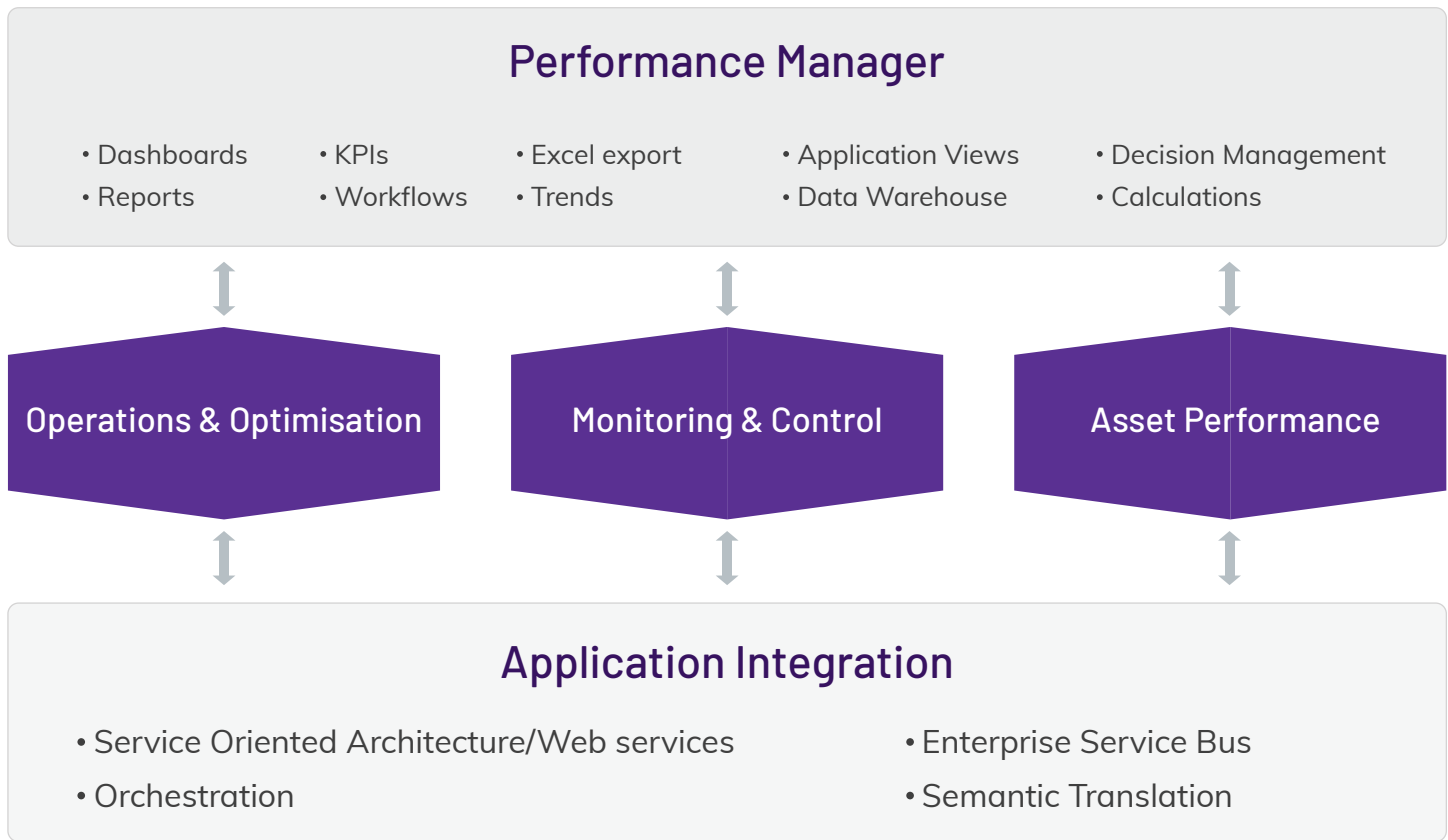 Performance Manager
• Dashboards
• Reports
• KPIs
• Workflows
• Excel export
• Trends
• Application Views
• Data Warehouse
• Decision Management
• Calculations
Operations & Optimisation
Monitoring & Control
Asset Performance
Application Integration
• Service Oriented Architecture/Web services
• Orchestration
• Enterprise Service Bus
• Semantic Translation